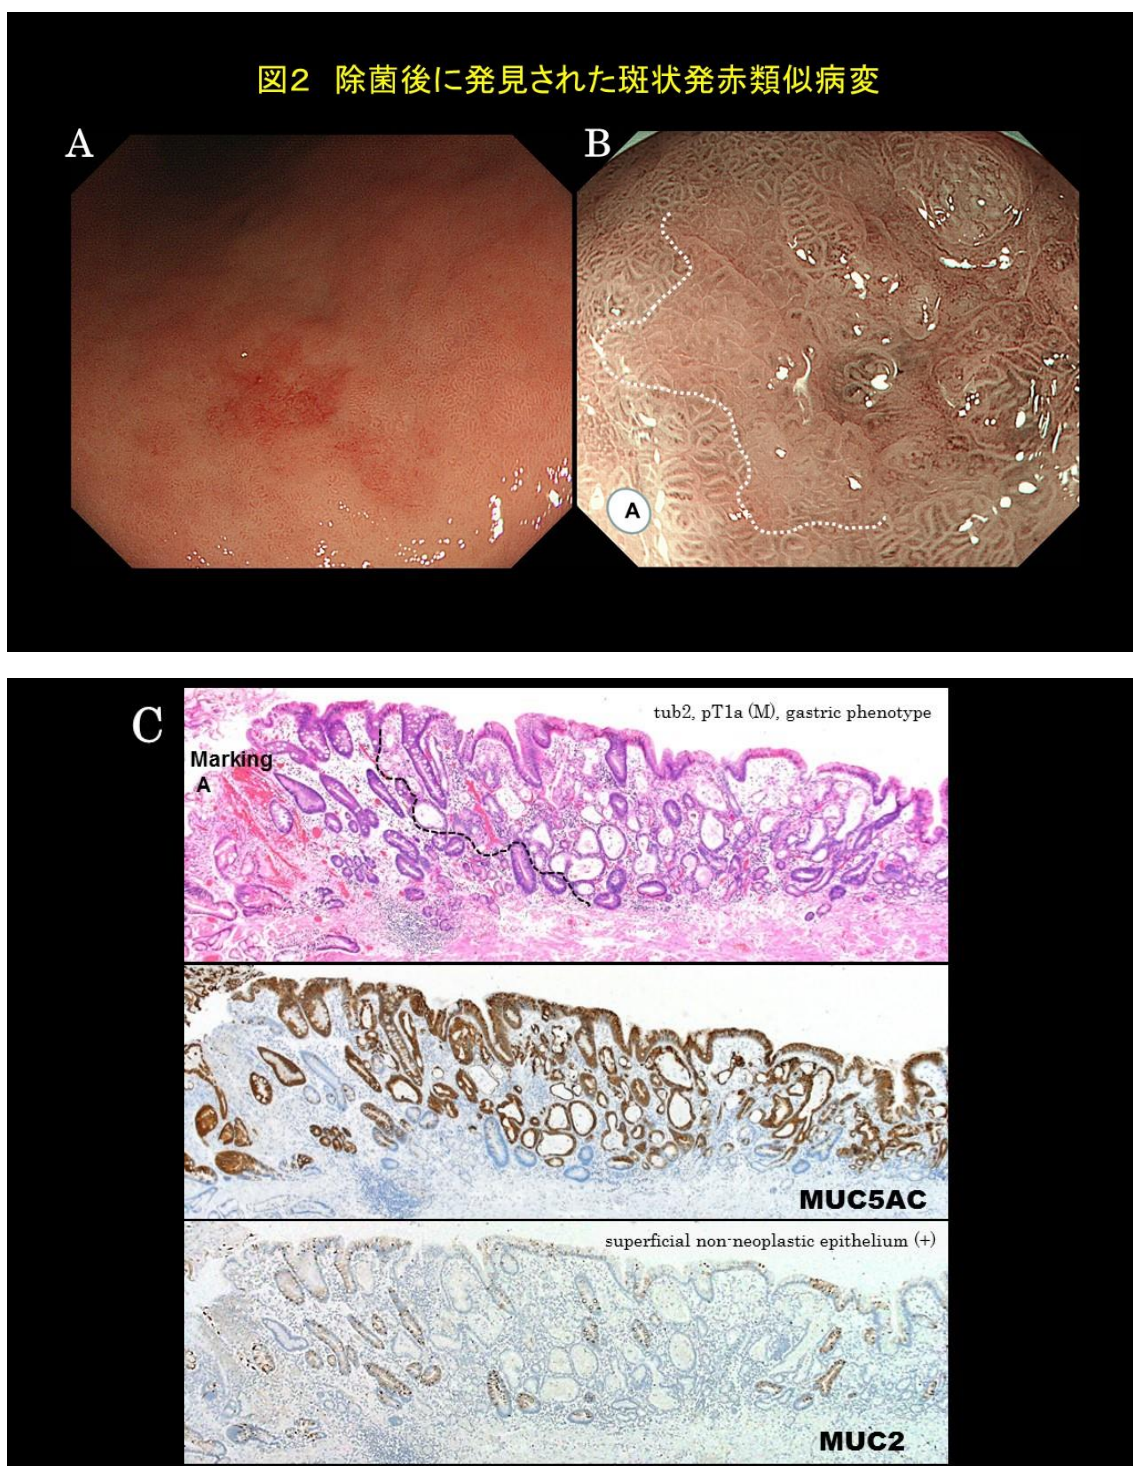 図2 除菌後に発見された斑状発赤類似病変
A
B
A
C
tub2, pT1a (M), gastric phenotype
Marking
A
MUC5AC
superficial non-neoplastic epithelium (+)
MUC2